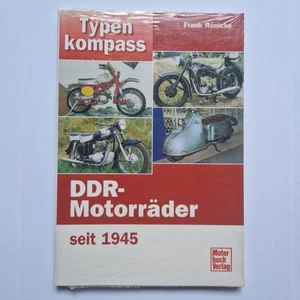 Typen
kompass
Frank Rönicke
DDR-
Motorräder
seit 1945
Motor
buch
Verlag